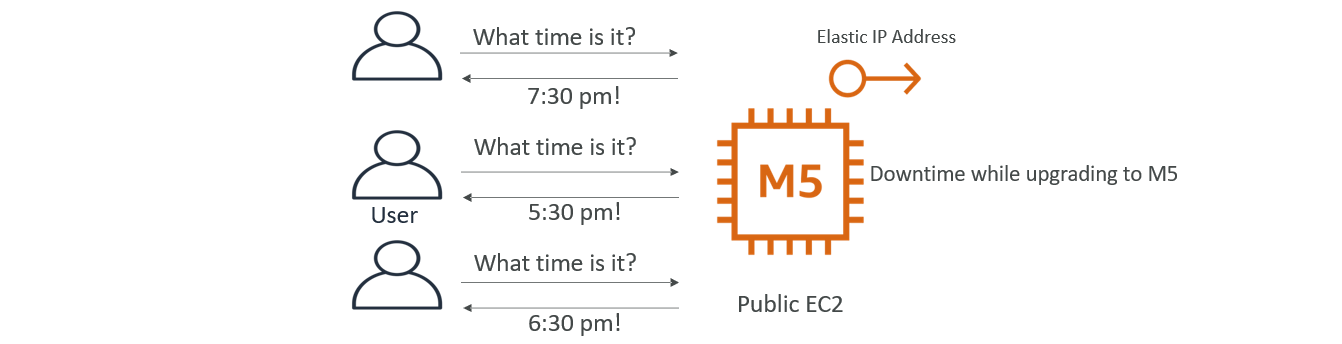 What time is it?
Elastic IP Address
7:30 pm!
What time is it?
M5
Downtime while upgrading to M5
User
5:30 pm!
What time is it?
Public EC2
6:30 pm!